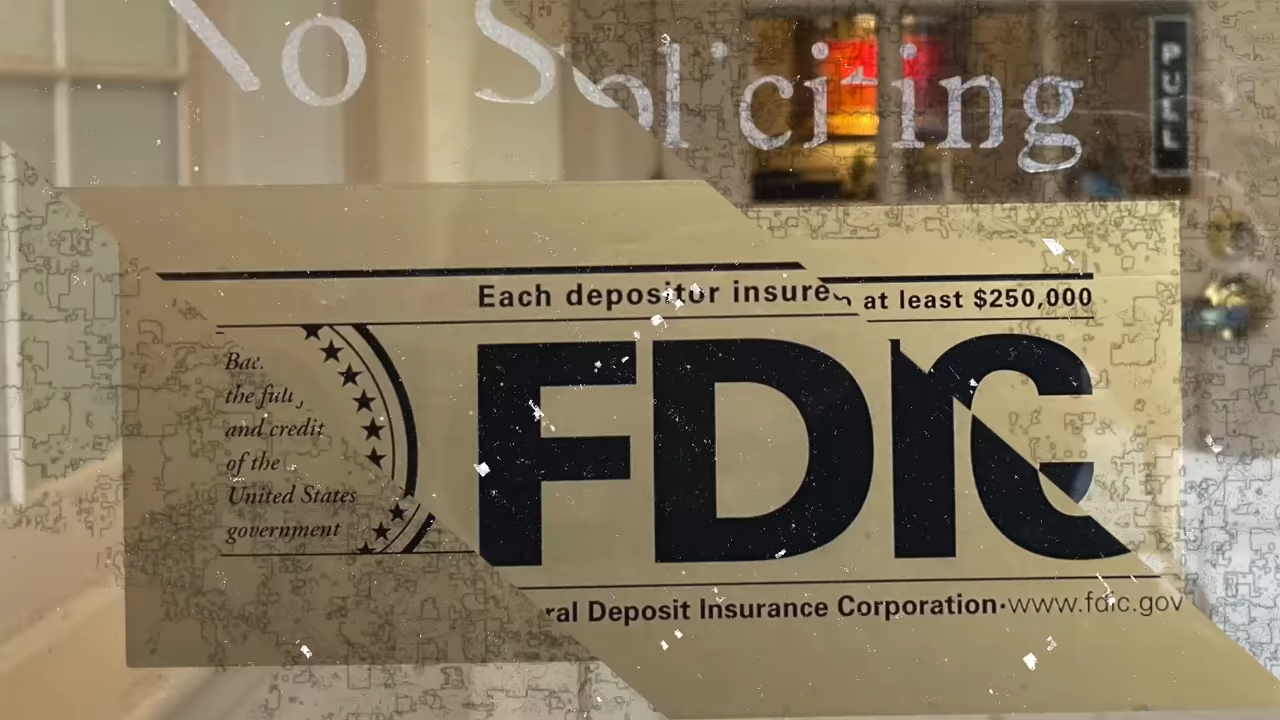 No Soliciting
PULL
Each depositor insure at least $250,000
the full
and credit
of the
United States
government
FDIC
ral Deposit Insurance Corporation•www.fdic.gov